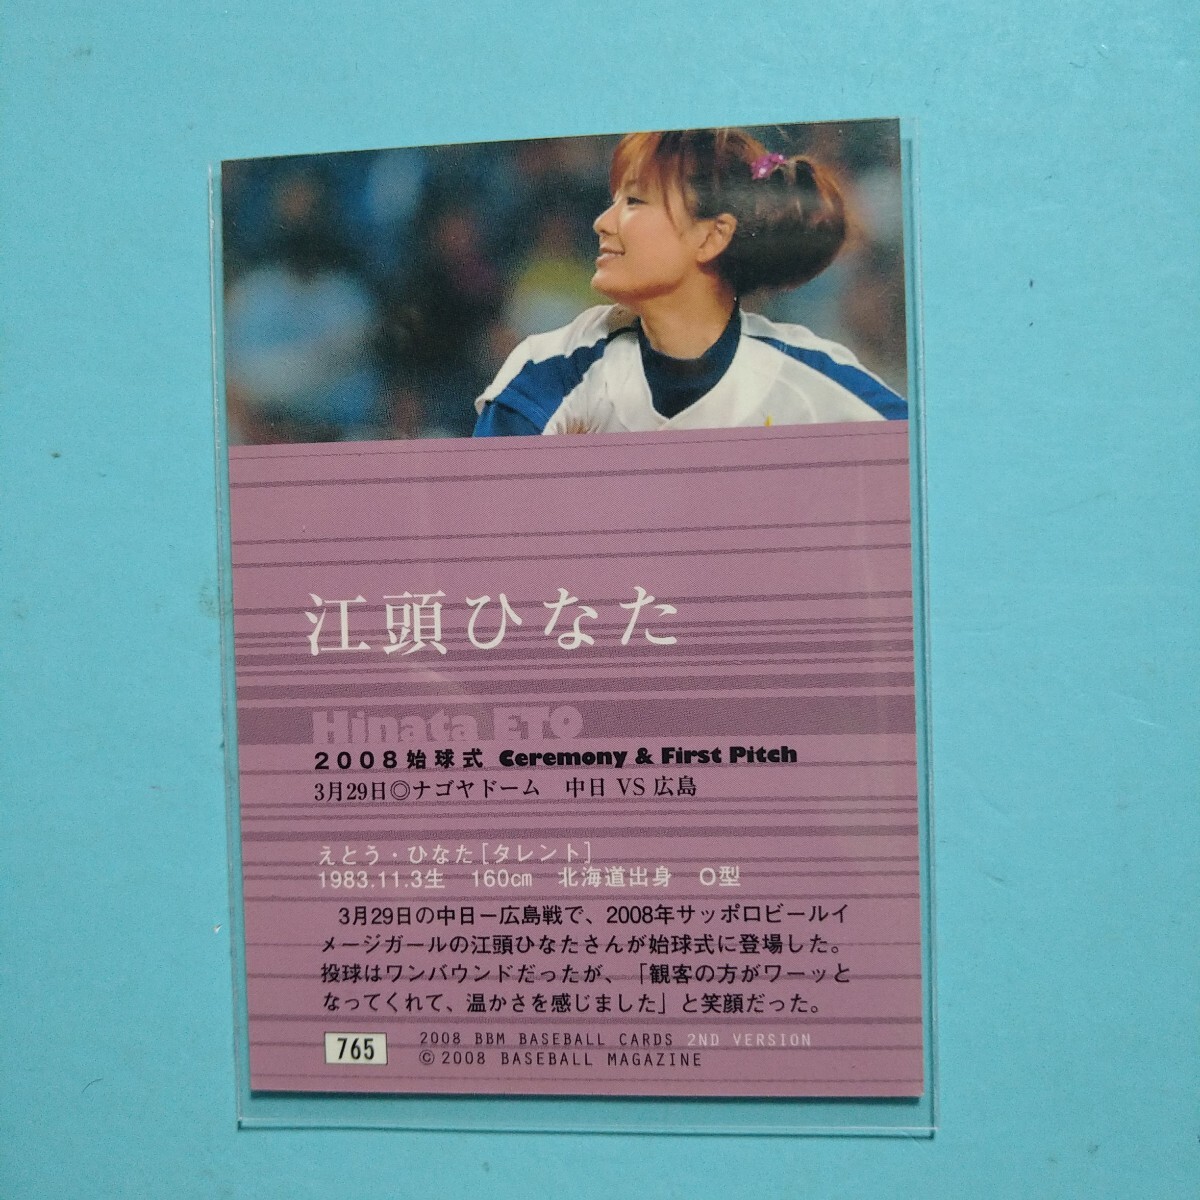 江頭ひなた
Hinata ETO
2008始球式 Ceremony & First Pitch
3月29日◎ナゴヤドーム　中日 VS 広島
えとう・ひなた［タレント］
1983.11.3生　160㎝　北海道出身　O型
3月29日の中日ー広島戦で、2008年サッポロビールイ
メージガールの江頭ひなたさんが始球式に登場した。
投球はワンバウンドだったが、「観客の方がワーッと
なってくれて、温かさを感じました」と笑顔だった。
765
2008 BBM BASEBALL CARDS 2ND VERSION
©2008 BASEBALL MAGAZINE